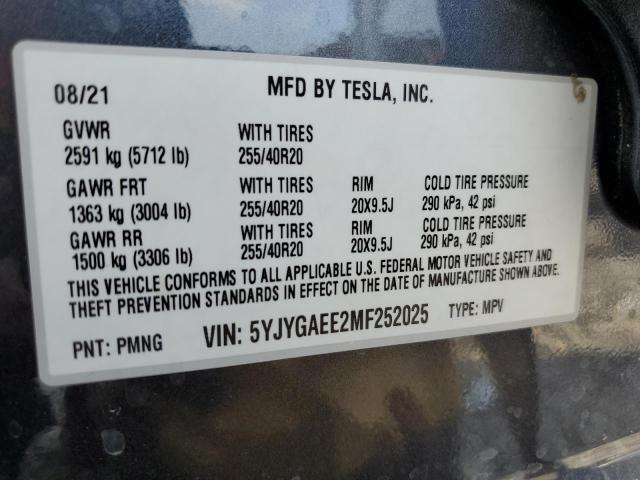 08/21 MFD BY TESLA, INC.
GVWR WITH TIRES
2591 kg (5712 lb) 255/40R20
GAWR FRT WITH TIRES RIM COLD TIRE PRESSURE
1363 kg (3004 lb) 255/40R20 20X9.5J 290 kPa, 42 psi
GAWR RR WITH TIRES RIM COLD TIRE PRESSURE
1500 kg (3306 lb) 255/40R20 20X9.5J 290 kPa, 42 psi
THIS VEHICLE CONFORMS TO ALL APPLICABLE U.S. FEDERAL MOTOR VEHICLE SAFETY AND
THEFT PREVENTION STANDARDS IN EFFECT ON THE DATE OF MANUFACTURE SHOWN ABOVE.
PNT: PMNG VIN: 5YJYGAEE2MF252025 TYPE: MPV